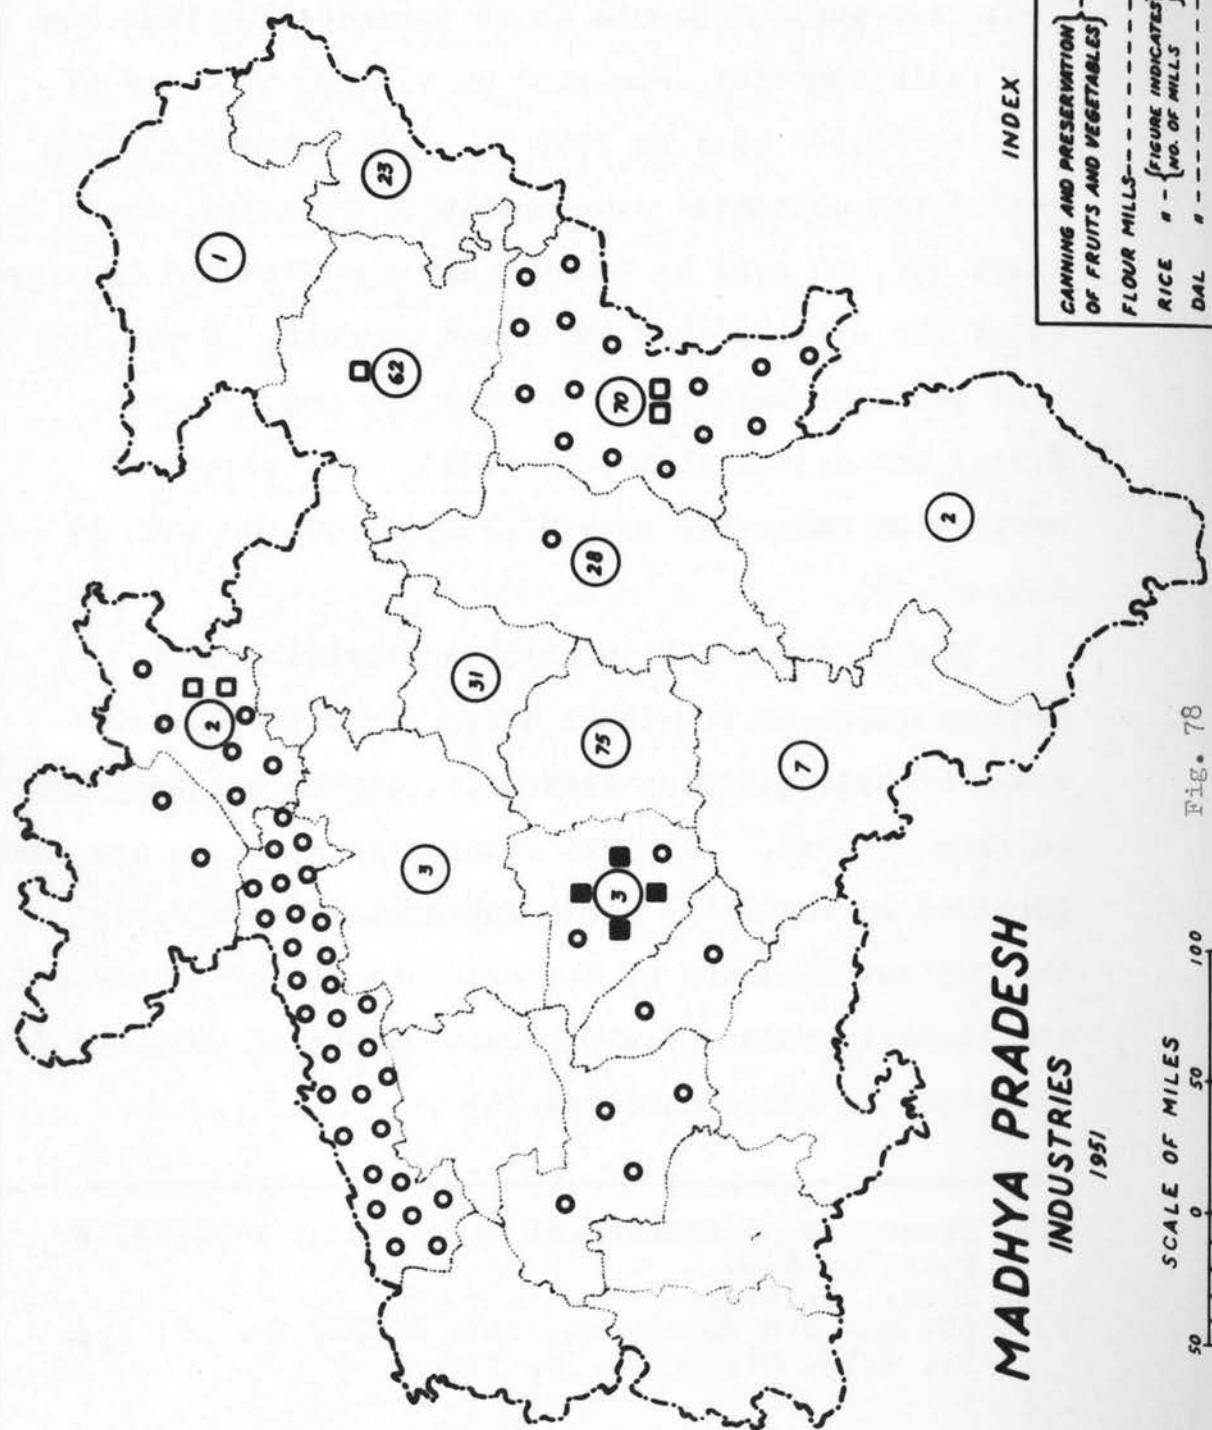 INDEX
CANNING AND PRESERVATION}-
OF FRUITS AND VEGETABLES}
FLOUR MILLS--------
RICE " -{FIGURE INDICATES
{NO. OF MILLS
DAL " ----------
1
23
62
70
2
28
2
31
75
3
7
3
MADHYA PRADESH
INDUSTRIES
1951
SCALE OF MILES
50 0 50 100
Fig. 78